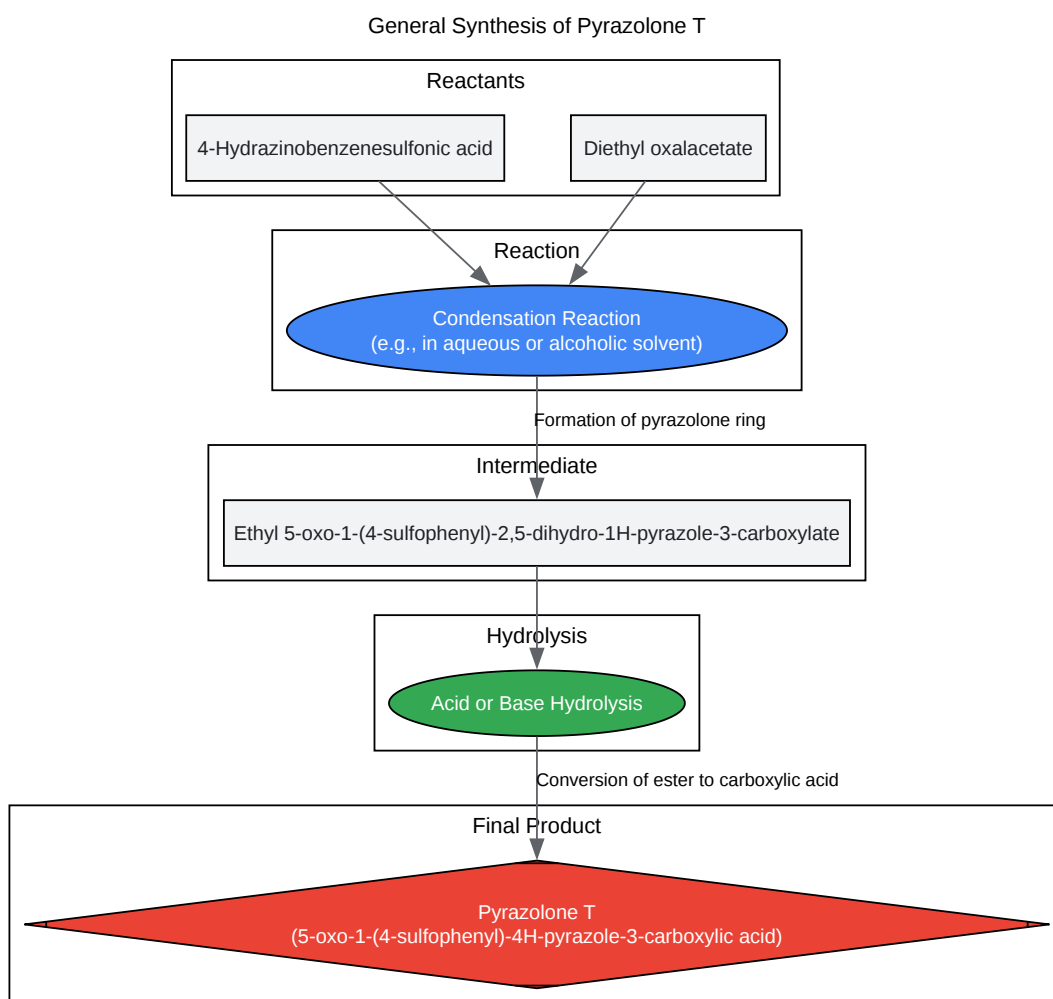 General Synthesis of Pyrazolone T
Reactants
4-Hydrazinobenzenesulfonic acid
Diethyl oxalacetate
Reaction
Condensation Reaction
(e.g., in aqueous or alcoholic solvent)
Formation of pyrazolone ring
Intermediate
Ethyl 5-oxo-1-(4-sulfophenyl)-2,5-dihydro-1H-pyrazole-3-carboxylate
Hydrolysis
Acid or Base Hydrolysis
Conversion of ester to carboxylic acid
Final Product
Pyrazolone T
(5-oxo-1-(4-sulfophenyl)-4H-pyrazole-3-carboxylic acid)